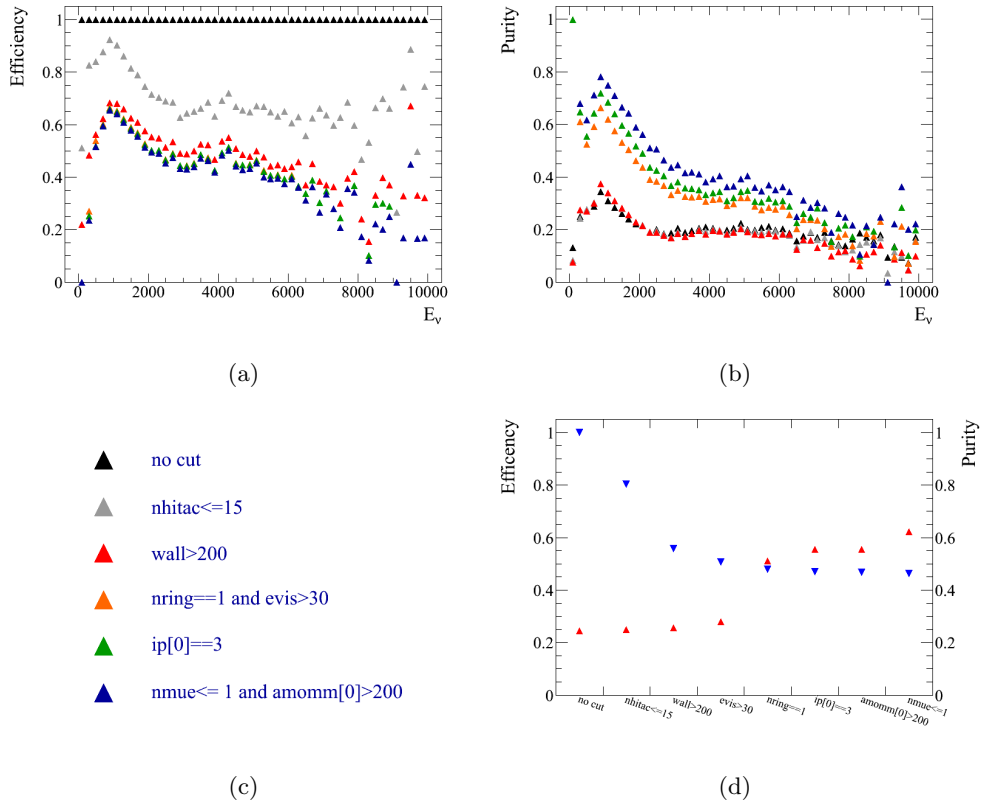 Efficiency
1
0.8
0.6
0.4
0.2
0
0 2000 4000 6000 8000 10000
E_ν
(a)
Purity
1
0.8
0.6
0.4
0.2
0
0 2000 4000 6000 8000 10000
E_ν
(b)
no cut
nhitac<=15
wall>200
nring==1 and evis>30
ip[0]==3
nmue<= 1 and amomm[0]>200
(c)
Efficency
Purity
1 1
0.8 0.8
0.6 0.6
0.4 0.4
0.2 0.2
0 0
no cut nhitac<=15 wall>200 evis>30 nring==1 ip[0]==3 amomm[0]>200 nmue<=1
(d)